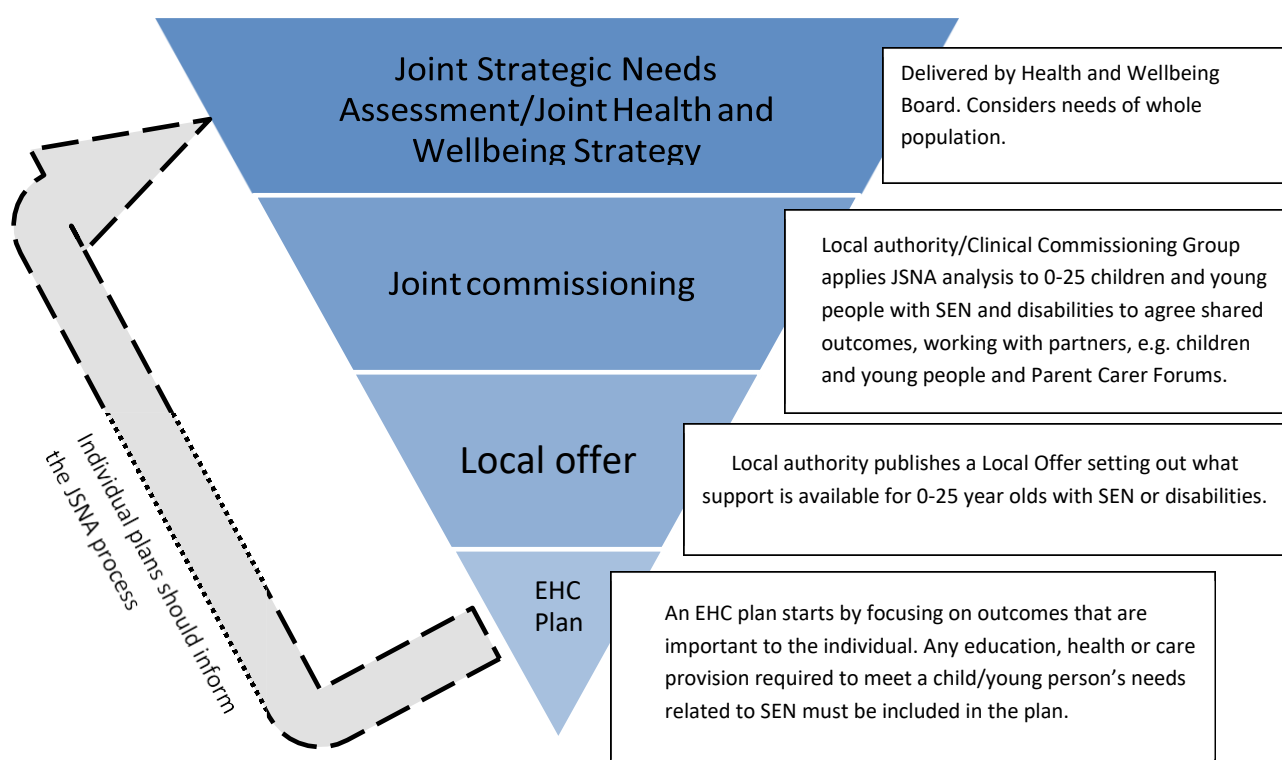 Joint Strategic Needs
Assessment/Joint Health and
Wellbeing Strategy
Delivered by Health and Wellbeing
Board. Considers needs of whole
population.
Joint commissioning
Local authority/Clinical Commissioning Group
applies JSNA analysis to 0-25 children and young
people with SEN and disabilities to agree shared
outcomes, working with partners, e.g. children
and young people and Parent Carer Forums.
Local offer
Local authority publishes a Local Offer setting out what
support is available for 0-25 year olds with SEN or disabilities.
EHC
Plan
An EHC plan starts by focusing on outcomes that are
important to the individual. Any education, health or care
provision required to meet a child/young person’s needs
related to SEN must be included in the plan.
Individual plans should inform
the JSNA process